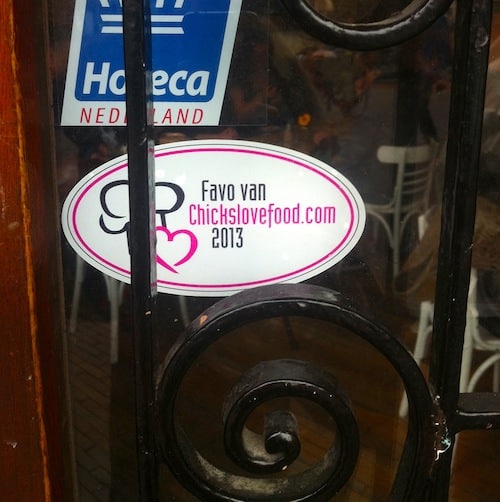 Horeca
NEDERLAND
Favo van
Chickslovefood.com
2013